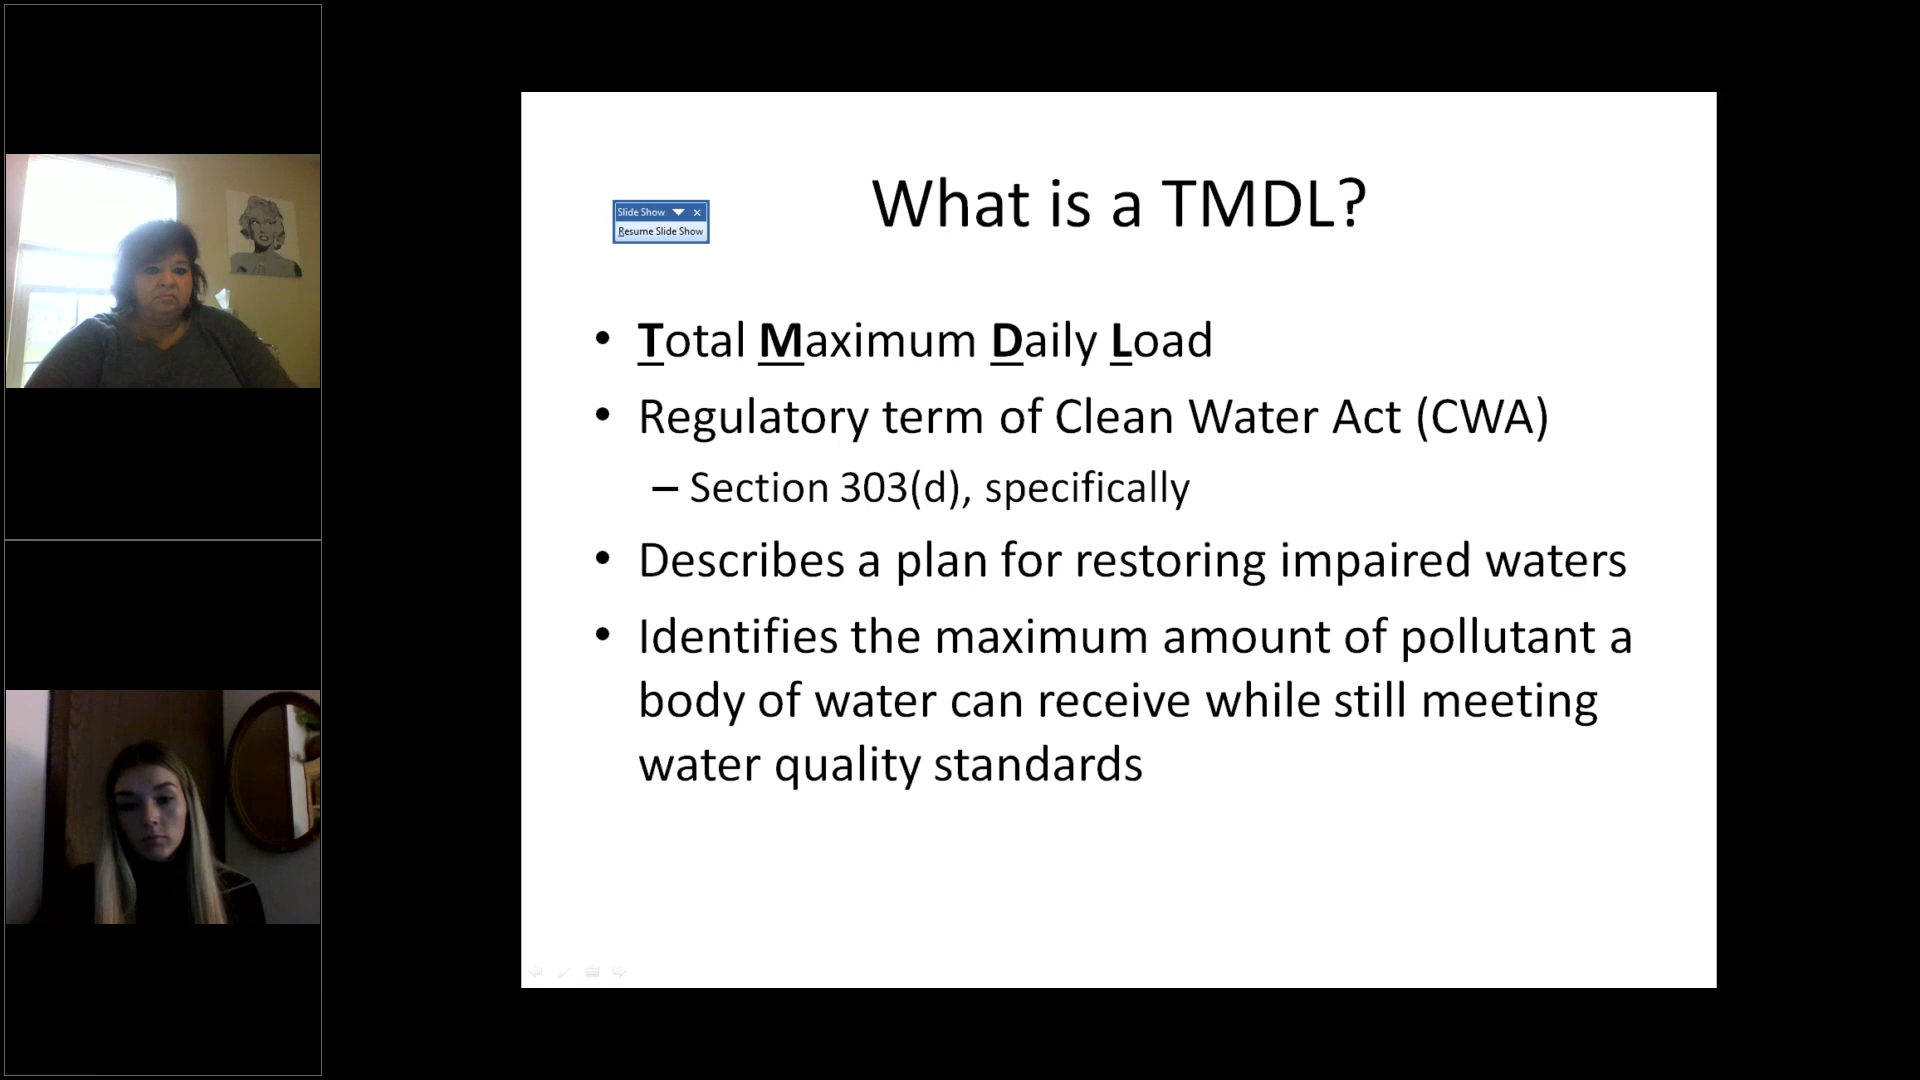 What is a TMDL?
Slide Show
Resume Slide Show
• Total Maximum Daily Load
• Regulatory term of Clean Water Act (CWA)
– Section 303(d), specifically
• Describes a plan for restoring impaired waters
• Identifies the maximum amount of pollutant a
body of water can receive while still meeting
water quality standards